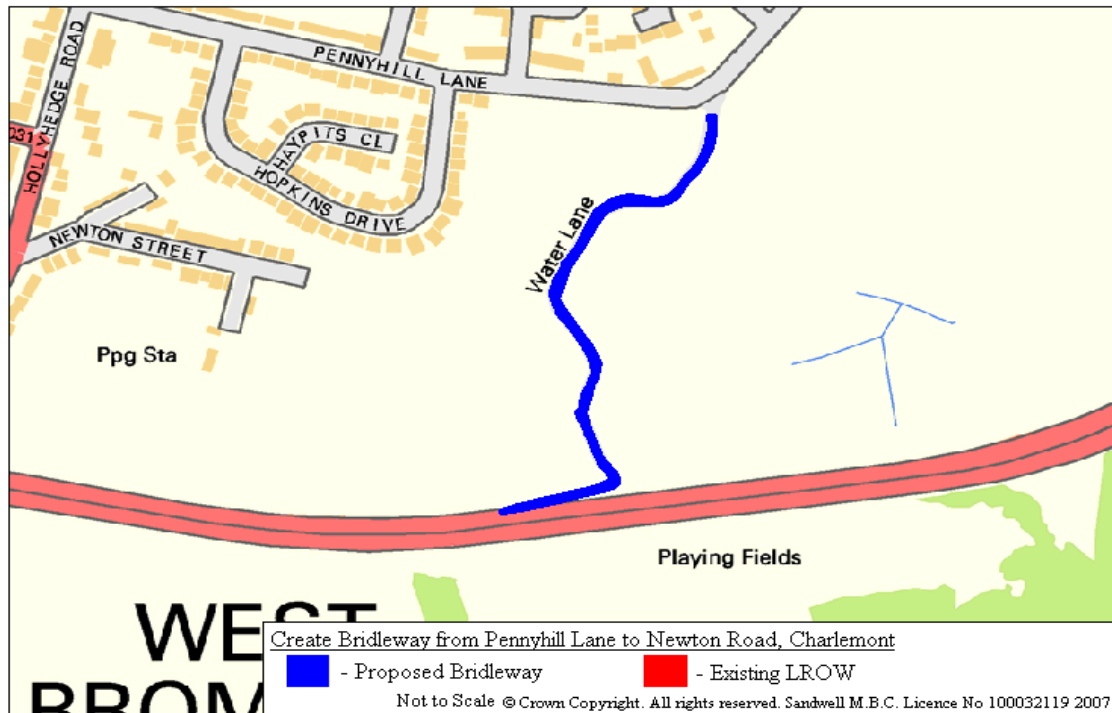 HOLLYHEDGE ROAD
031
PENNYHILL LANE
HAYPITS CL
HOPKINS DRIVE
NEWTON STREET
Water Lane
Ppg Sta
Playing Fields
WEST
BROM
Create Bridleway from Pennyhill Lane to Newton Road, Charlemont
- Proposed Bridleway
- Existing LROW
Not to Scale © Crown Copyright. All rights reserved. Sandwell M.B.C. Licence No 100032119 2007